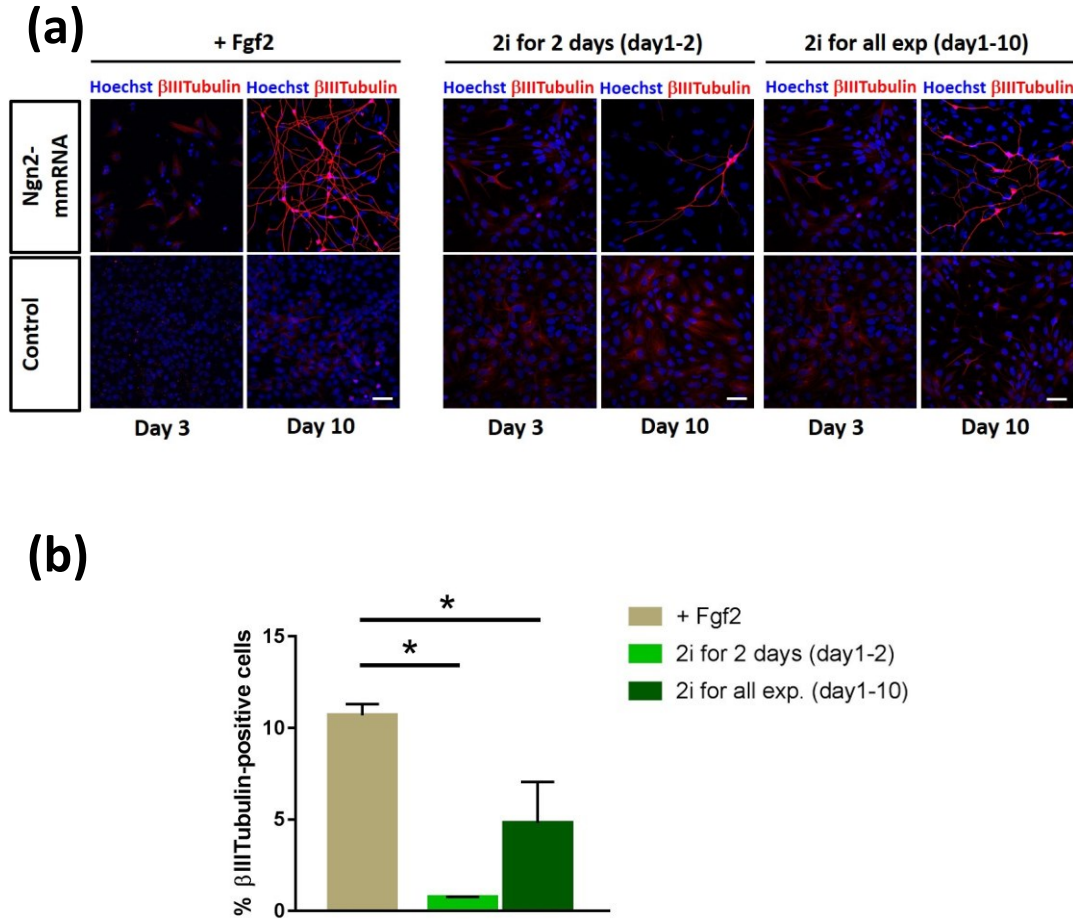 (a)
+ Fgf2
2i for 2 days (day1-2)
2i for all exp (day1-10)
Hoechst βIIITubulin Hoechst βIIITubulin
Hoechst βIIITubulin Hoechst βIIITubulin
Hoechst βIIITubulin Hoechst βIIITubulin
Ngn2-
mmRNA
Control
Day 3
Day 10
Day 3
Day 10
Day 3
Day 10
(b)
*
*
% βIIITubulin-positive cells
15
10
5
0
+ Fgf2
2i for 2 days (day1-2)
2i for all exp. (day1-10)